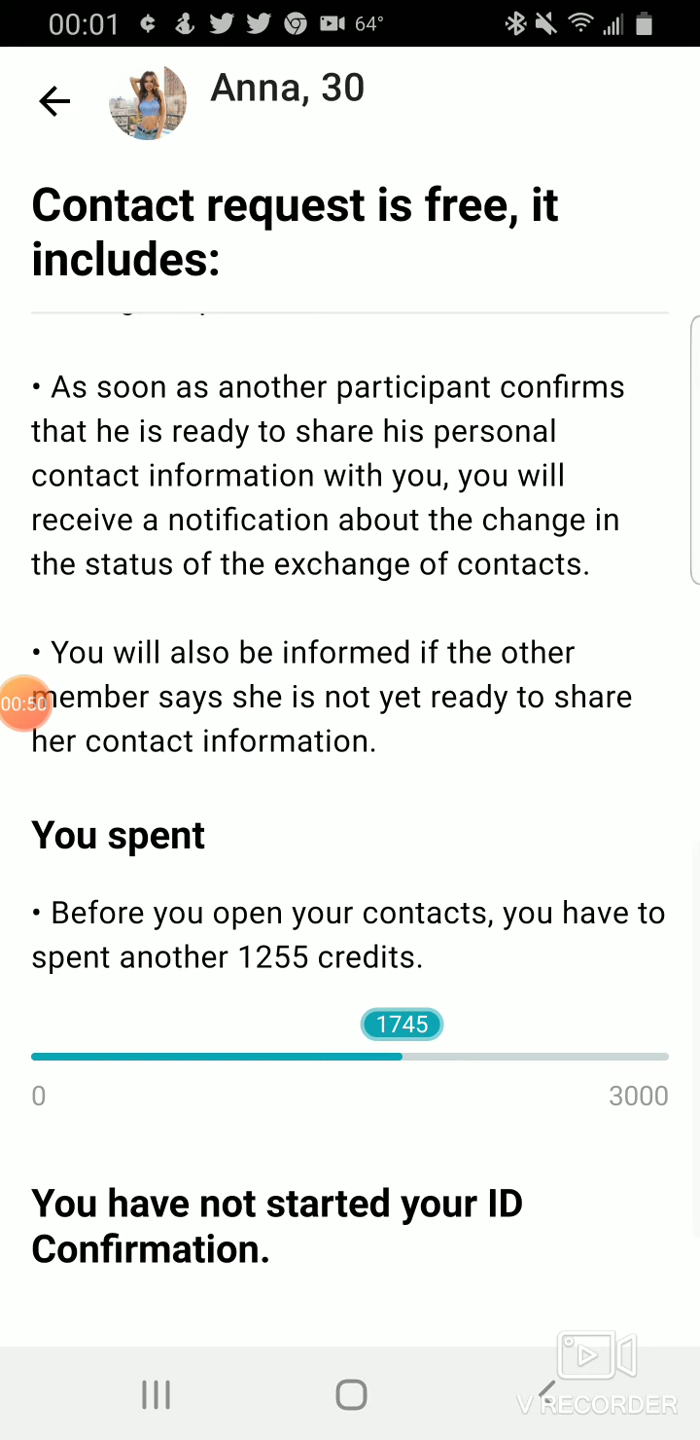 00:01
64°
Anna, 30
Contact request is free, it
includes:
• As soon as another participant confirms
that he is ready to share his personal
contact information with you, you will
receive a notification about the change in
the status of the exchange of contacts.
• You will also be informed if the other
00:50
member says she is not yet ready to share
her contact information.
You spent
• Before you open your contacts, you have to
spent another 1255 credits.
1745
0
3000
You have not started your ID
Confirmation.
V RECORDER